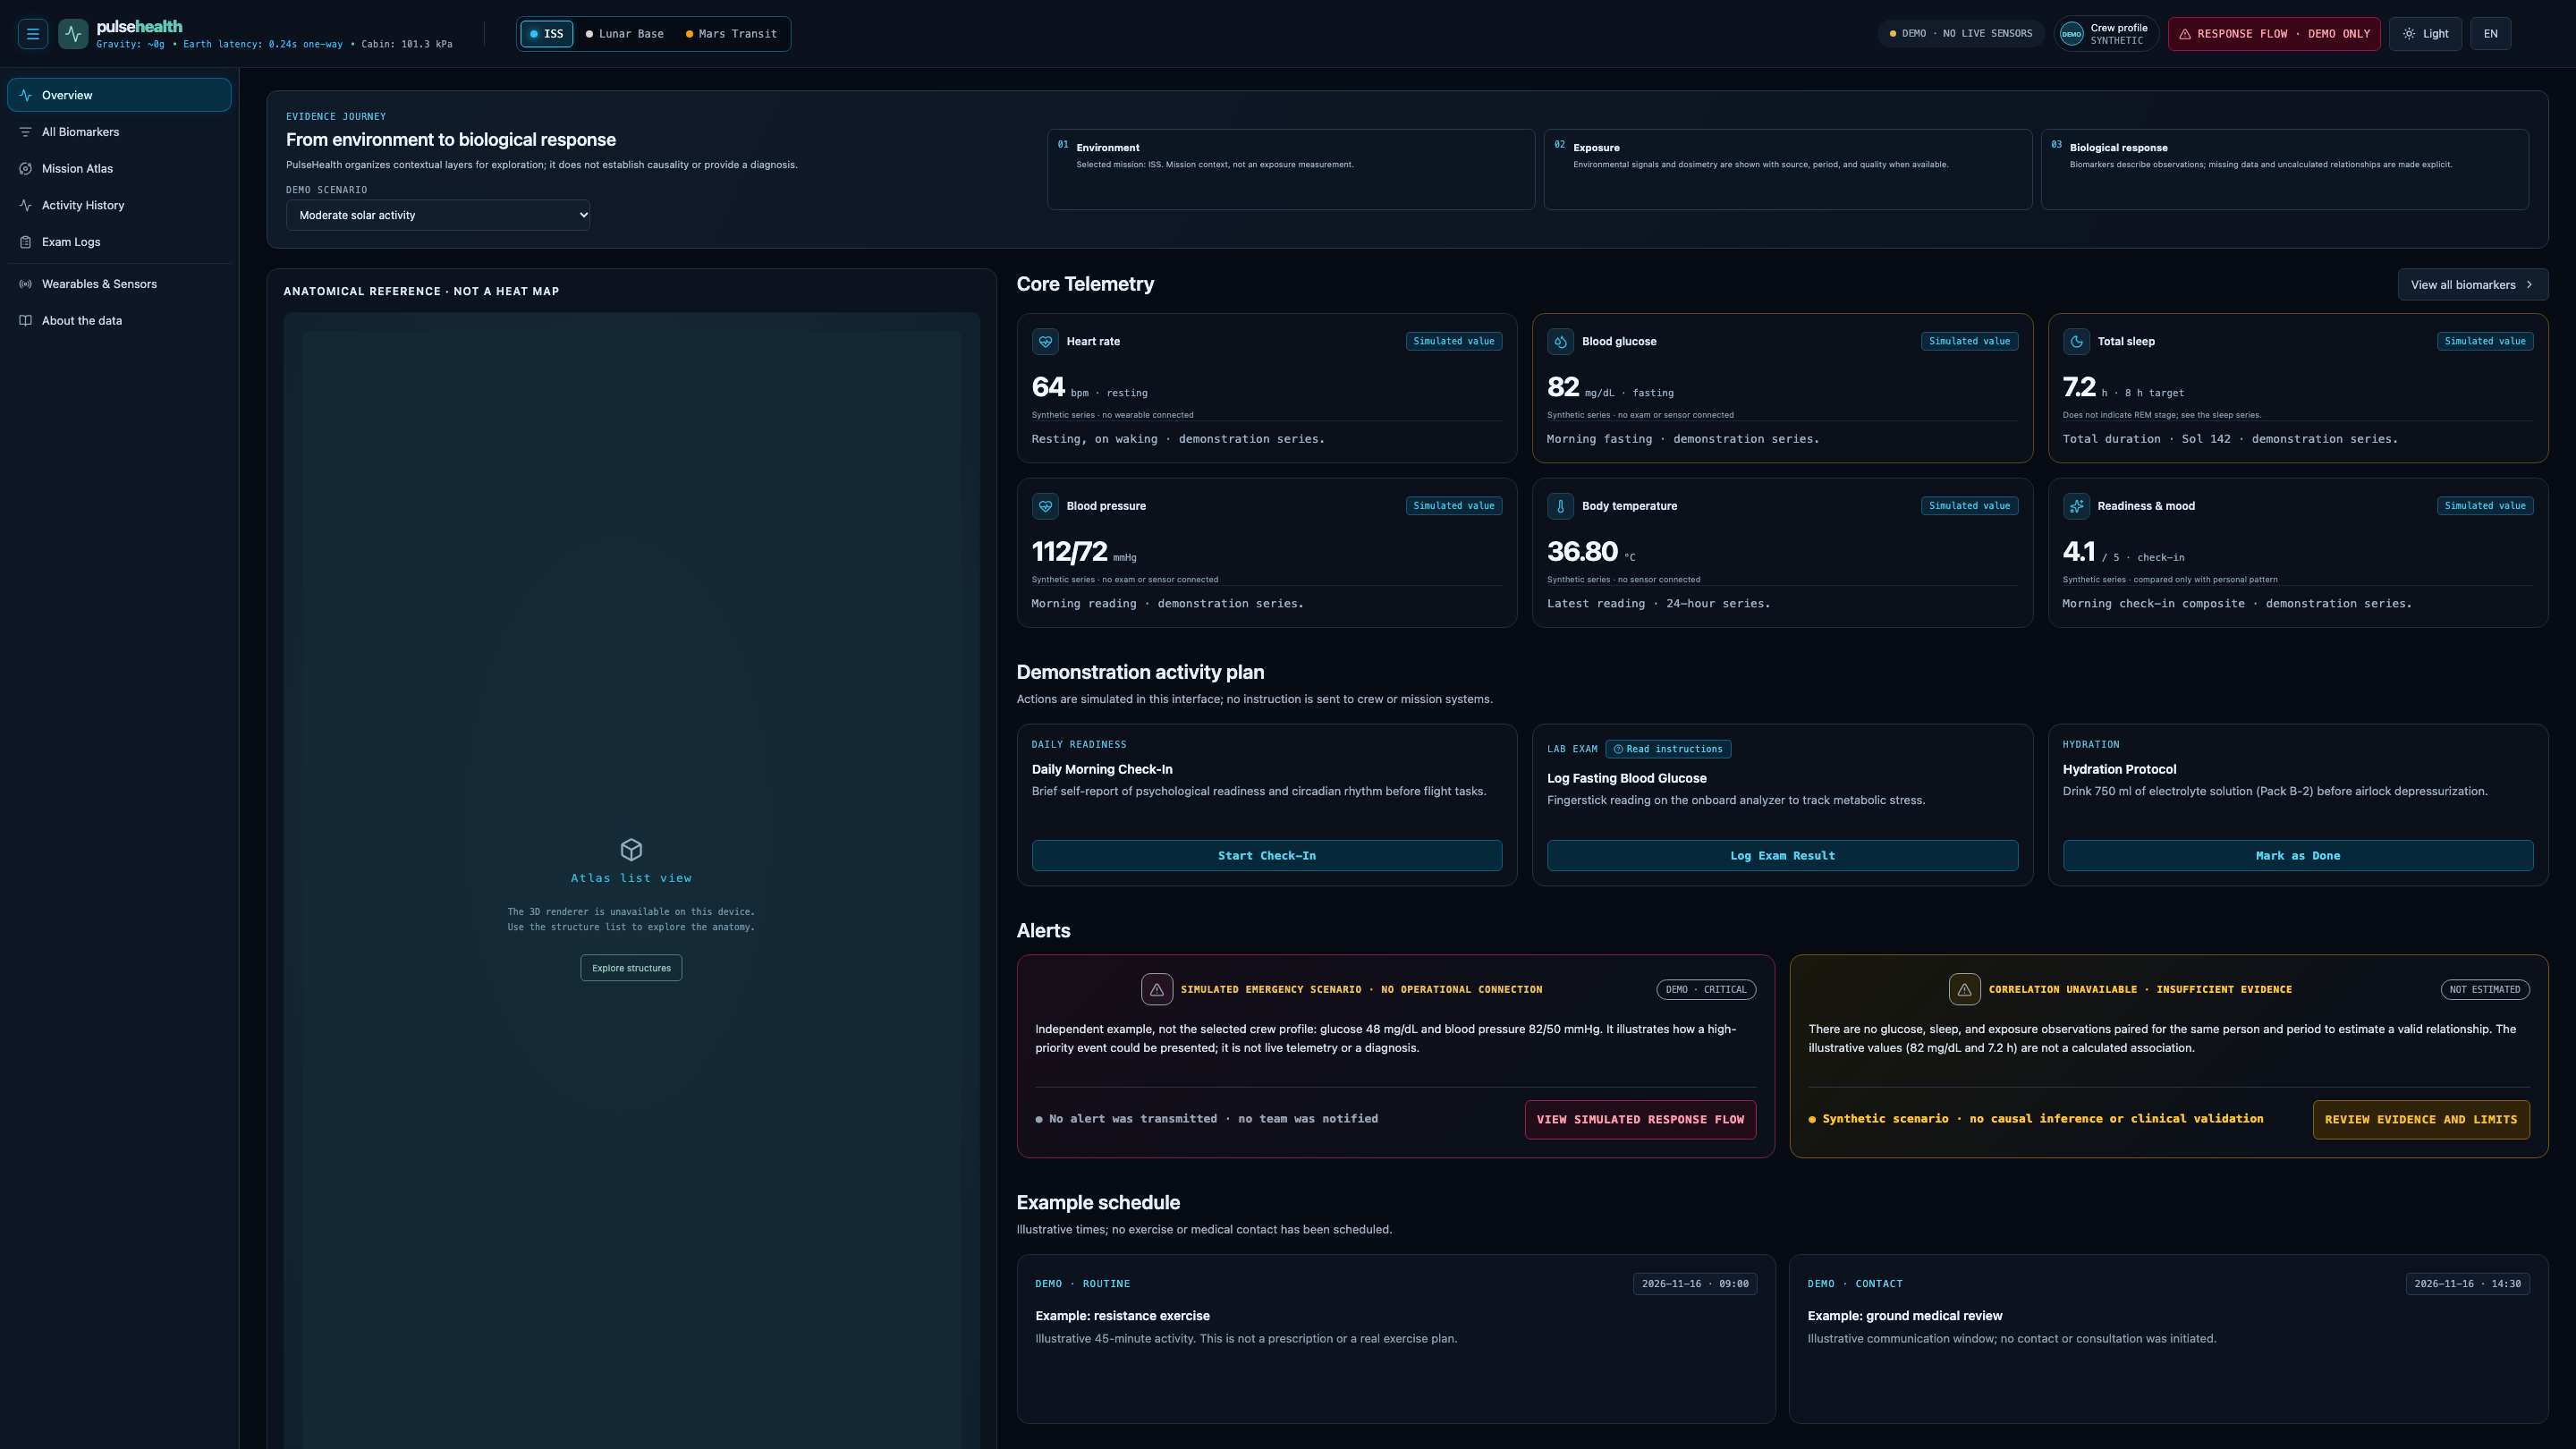 pulsehealth
Gravity: ~0g • Earth latency: 0.24s one-way • Cabin: 101.3 kPa
ISS
Lunar Base
Mars Transit
DEMO · NO LIVE SENSORS
DEMO
Crew profile
SYNTHETIC
RESPONSE FLOW · DEMO ONLY
Light
EN
Overview
All Biomarkers
Mission Atlas
Activity History
Exam Logs
Wearables & Sensors
About the data
EVIDENCE JOURNEY
From environment to biological response
PulseHealth organizes contextual layers for exploration; it does not establish causality or provide a diagnosis.
DEMO SCENARIO
Moderate solar activity
01 Environment
Selected mission: ISS. Mission context, not an exposure measurement.
02 Exposure
Environmental signals and dosimetry are shown with source, period, and quality when available.
03 Biological response
Biomarkers describe observations; missing data and uncalculated relationships are made explicit.
ANATOMICAL REFERENCE · NOT A HEAT MAP
Atlas list view
The 3D renderer is unavailable on this device.
Use the structure list to explore the anatomy.
Explore structures
Core Telemetry
View all biomarkers
Heart rate
Simulated value
64 bpm · resting
Synthetic series · no wearable connected
Resting, on waking · demonstration series.
Blood glucose
Simulated value
82 mg/dL · fasting
Synthetic series · no exam or sensor connected
Morning fasting · demonstration series.
Total sleep
Simulated value
7.2 h · 8 h target
Does not indicate REM stage; see the sleep series.
Total duration · Sol 142 · demonstration series.
Blood pressure
Simulated value
112/72 mmHg
Synthetic series · no exam or sensor connected
Morning reading · demonstration series.
Body temperature
Simulated value
36.80 °C
Synthetic series · no sensor connected
Latest reading · 24-hour series.
Readiness & mood
Simulated value
4.1 / 5 · check-in
Synthetic series · compared only with personal pattern
Morning check-in composite · demonstration series.
Demonstration activity plan
Actions are simulated in this interface; no instruction is sent to crew or mission systems.
DAILY READINESS
Daily Morning Check-In
Brief self-report of psychological readiness and circadian rhythm before flight tasks.
Start Check-In
LAB EXAM
Read instructions
Log Fasting Blood Glucose
Fingerstick reading on the onboard analyzer to track metabolic stress.
Log Exam Result
HYDRATION
Hydration Protocol
Drink 750 ml of electrolyte solution (Pack B-2) before airlock depressurization.
Mark as Done
Alerts
SIMULATED EMERGENCY SCENARIO · NO OPERATIONAL CONNECTION
DEMO · CRITICAL
Independent example, not the selected crew profile: glucose 48 mg/dL and blood pressure 82/50 mmHg. It illustrates how a high-
priority event could be presented; it is not live telemetry or a diagnosis.
No alert was transmitted · no team was notified
VIEW SIMULATED RESPONSE FLOW
CORRELATION UNAVAILABLE · INSUFFICIENT EVIDENCE
NOT ESTIMATED
There are no glucose, sleep, and exposure observations paired for the same person and period to estimate a valid relationship. The
illustrative values (82 mg/dL and 7.2 h) are not a calculated association.
Synthetic scenario · no causal inference or clinical validation
REVIEW EVIDENCE AND LIMITS
Example schedule
Illustrative times; no exercise or medical contact has been scheduled.
DEMO · ROUTINE
2026-11-16 · 09:00
Example: resistance exercise
Illustrative 45-minute activity. This is not a prescription or a real exercise plan.
DEMO · CONTACT
2026-11-16 · 14:30
Example: ground medical review
Illustrative communication window; no contact or consultation was initiated.